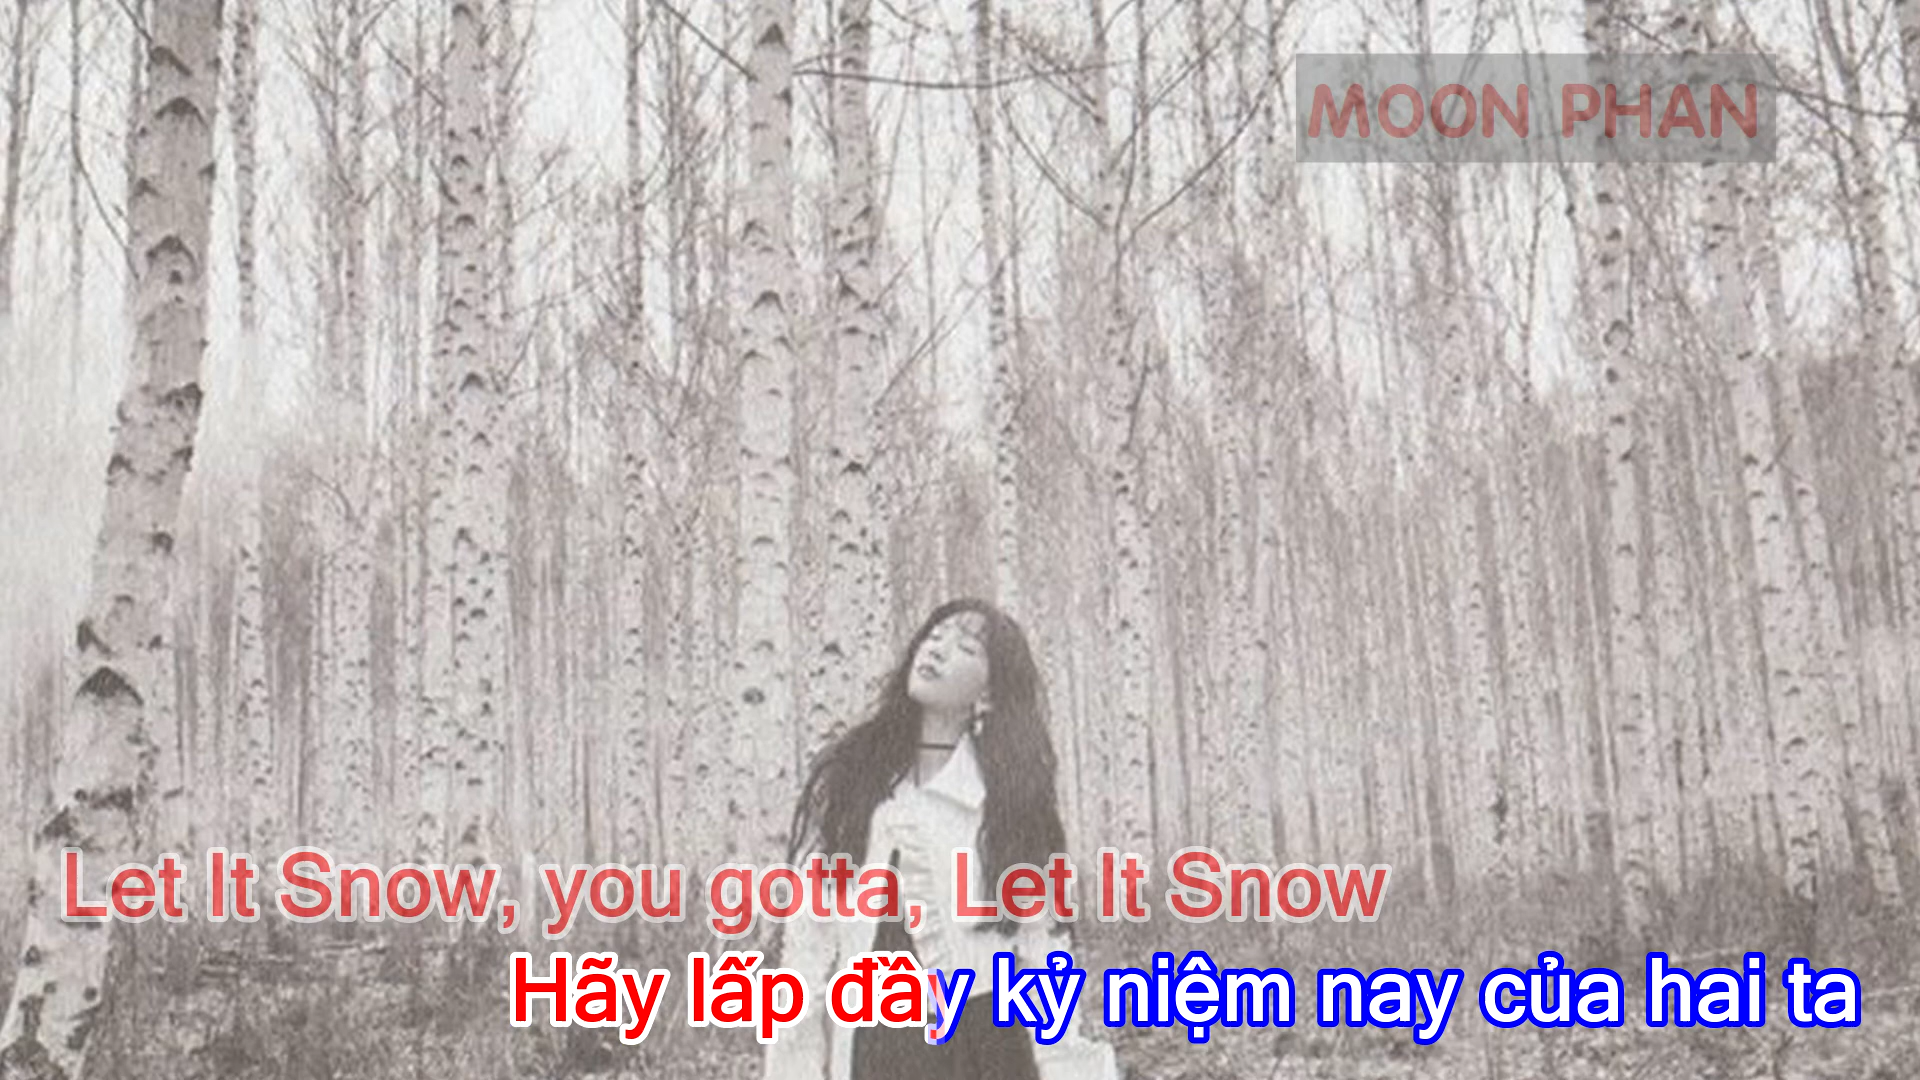 MOON PHAN
Let It Snow, you gotta, Let It Snow
Hãy lấp đầy kỷ niệm nay của hai ta